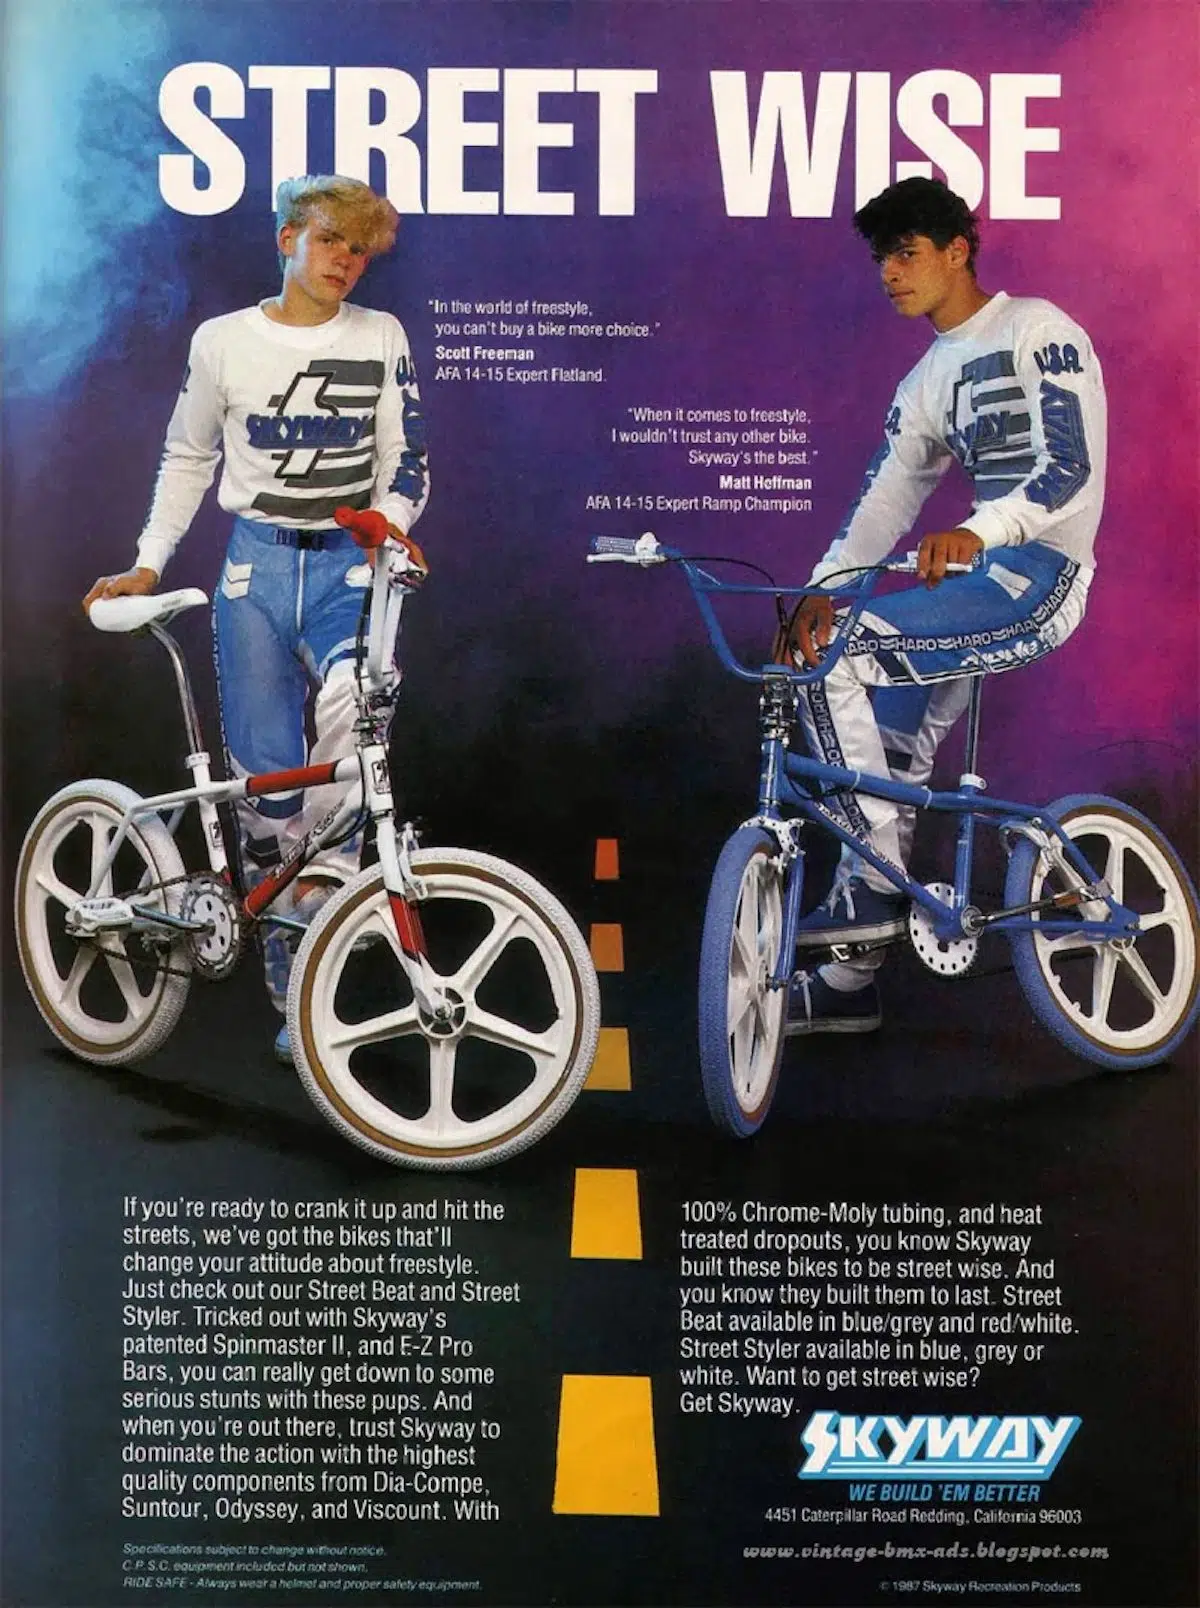 STREET WISE
"In the world of freestyle,
you can't buy a bike more choice."
Scott Freeman
AFA 14-15 Expert Flatland.
"When it comes to freestyle,
I wouldn't trust any other bike.
Skyway's the best."
Matt Hoffman
AFA 14-15 Expert Ramp Champion
SKYWAY
USA
SKYWAY
SKYWAY
USA
SKYWAY
HARO HARO HARO HARO
If you're ready to crank it up and hit the
streets, we've got the bikes that'll
change your attitude about freestyle.
Just check out our Street Beat and Street
Styler. Tricked out with Skyway's
patented Spinmaster II, and E-Z Pro
Bars, you can really get down to some
serious stunts with these pups. And
when you're out there, trust Skyway to
dominate the action with the highest
quality components from Dia-Compe,
Suntour, Odyssey, and Viscount. With
100% Chrome-Moly tubing, and heat
treated dropouts, you know Skyway
built these bikes to be street wise. And
you know they built them to last. Street
Beat available in blue/grey and red/white.
Street Styler available in blue, grey or
white. Want to get street wise?
Get Skyway.
SKYWAY
WE BUILD 'EM BETTER
4451 Caterpillar Road Redding, California 96003
www.vintage-bmx-ads.blogspot.com
Specifications subject to change without notice.
C.P.S.C. equipment included but not shown.
RIDE SAFE - Always wear a helmet and proper safety equipment.
© 1987 Skyway Recreation Products